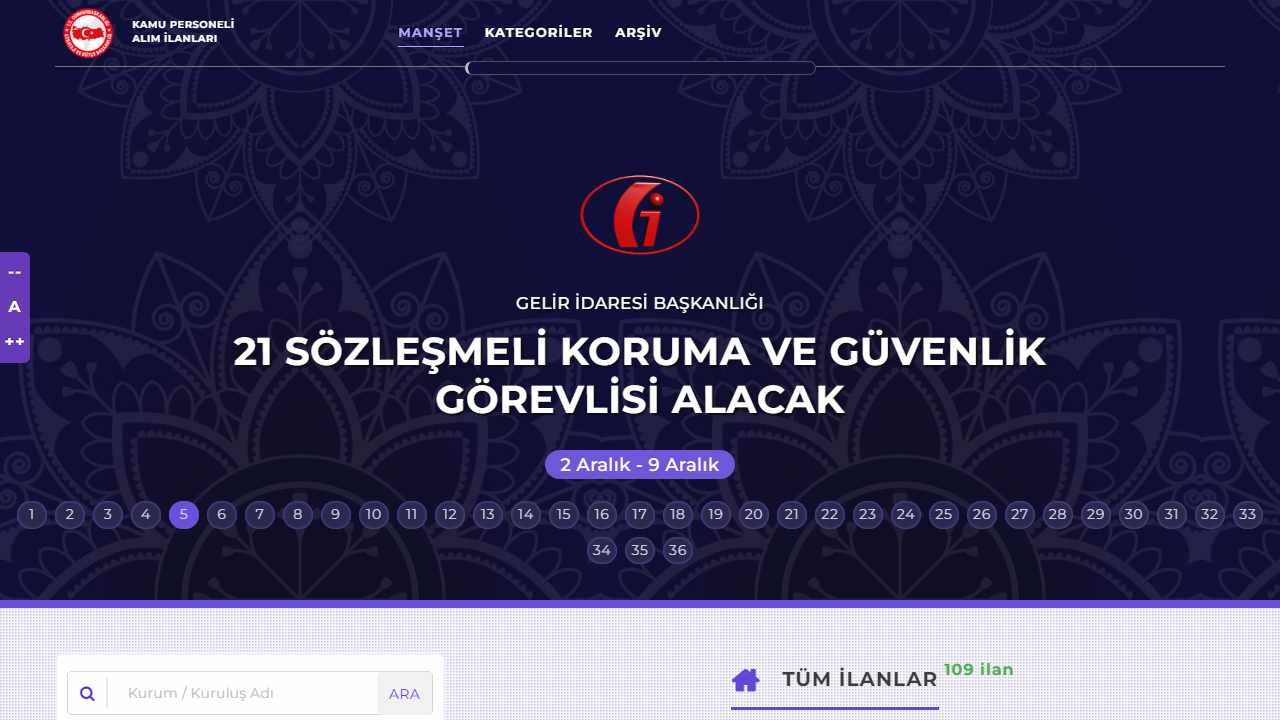 KAMU PERSONELİ
ALIM İLANLARI
MANŞET KATEGORİLER ARŞİV
GELİR İDARESİ BAŞKANLIĞI
21 SÖZLEŞMELİ KORUMA VE GÜVENLİK
GÖREVLİSİ ALACAK
--
A
++
2 Aralık - 9 Aralık
1 2 3 4 5 6 7 8 9 10 11 12 13 14 15 16 17 18 19 20 21 22 23 24 25 26 27 28 29 30 31 32 33
34 35 36
Kurum / Kuruluş Adı ARA
TÜM İLANLAR 109 ilan